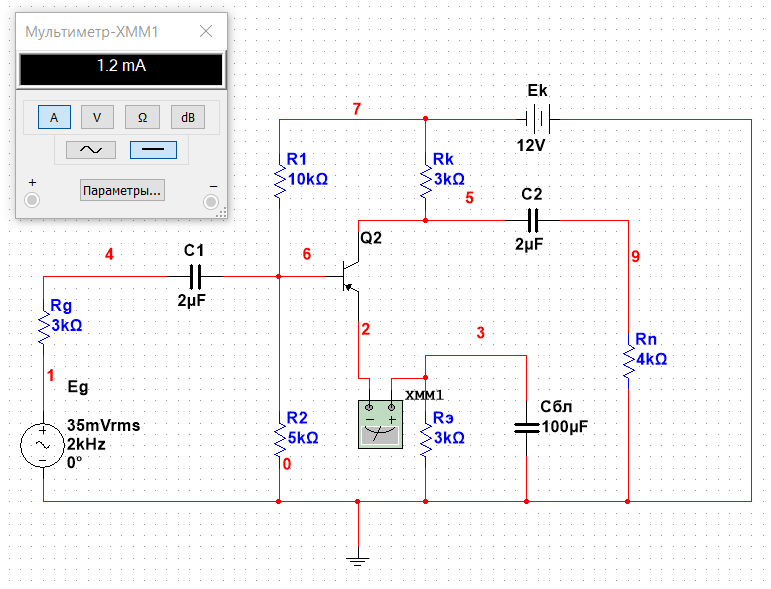 Мультиметр-XMM1
1.2 mA
A
V
Ω
dB
+
Параметры...
−
Ek
12V
7
R1
10kΩ
Rk
3kΩ
5
C2
2µF
Q2
9
4
C1
2µF
6
Rg
3kΩ
2
3
Rn
4kΩ
1
Eg
XMM1
35mVrms
2kHz
0°
R2
5kΩ
0
Rэ
3kΩ
Cбл
100µF